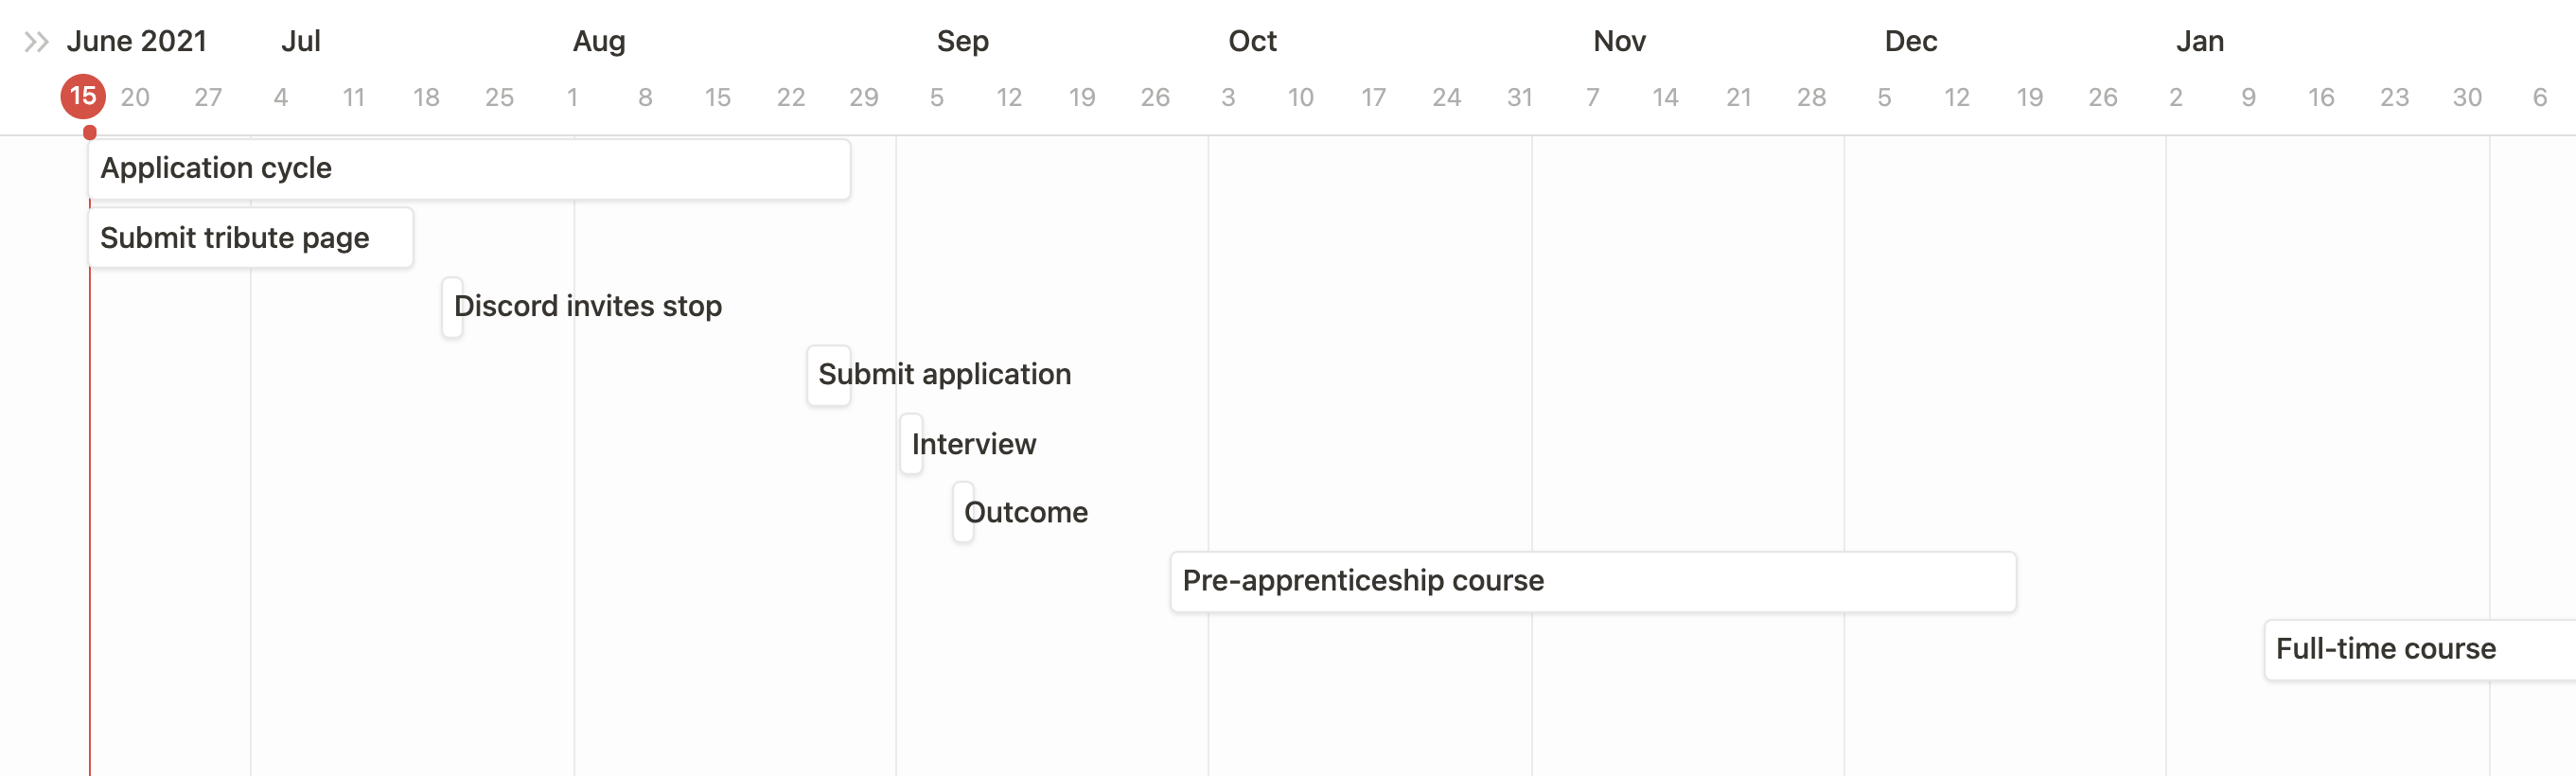 June 2021 Jul Aug Sep Oct Nov Dec Jan
15 20 27 4 11 18 25 1 8 15 22 29 5 12 19 26 3 10 17 24 31 7 14 21 28 5 12 19 26 2 9 16 23 30 6
Application cycle
Submit tribute page
Discord invites stop
Submit application
Interview
Outcome
Pre-apprenticeship course
Full-time course